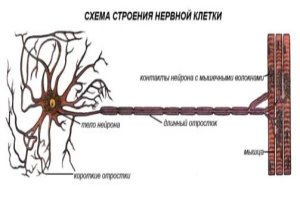 СХЕМА СТРОЕНИЯ НЕРВНОЙ КЛЕТКИ
контакты нейрона с мышечными волокнами
тело нейрона
длинный отросток
мышца
короткие отростки